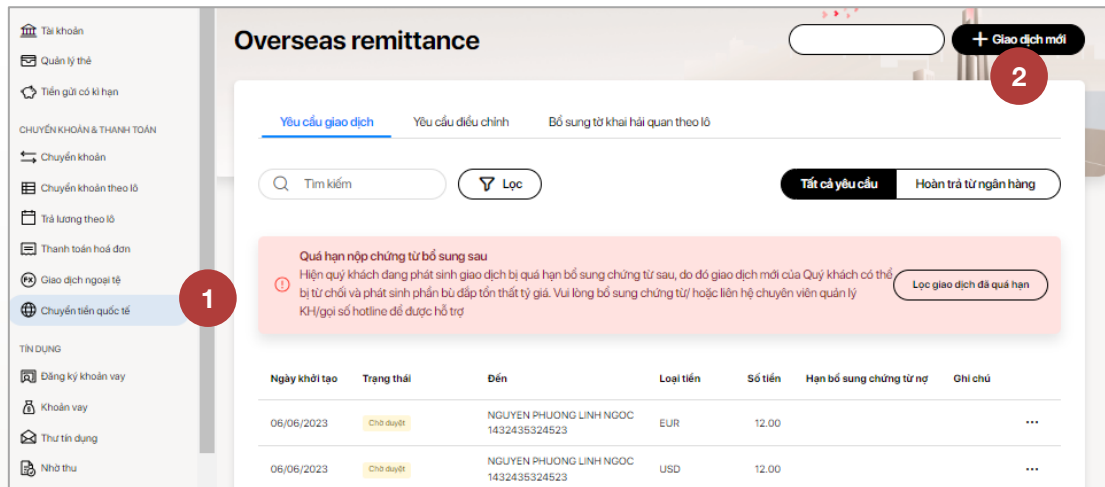 Tài khoản
Quản lý thẻ
Tiền gửi có kì hạn
CHUYỂN KHOẢN & THANH TOÁN
Chuyển khoản
Chuyển khoản theo lô
Trả lương theo lô
Thanh toán hoá đơn
FX Giao dịch ngoại tệ
Chuyển tiền quốc tế
1
TÍN DỤNG
Đăng ký khoản vay
Khoản vay
Thư tín dụng
Nhờ thu
Overseas remittance
+ Giao dịch mới
2
Yêu cầu giao dịch Yêu cầu điều chỉnh Bổ sung tờ khai hải quan theo lô
Tìm kiếm Lọc Tất cả yêu cầu Hoàn trả từ ngân hàng
Quá hạn nộp chứng từ bổ sung sau
Hiện quý khách đang phát sinh giao dịch bị quá hạn bổ sung chứng từ sau, do đó giao dịch mới của Quý khách có thể
bị từ chối và phát sinh phần bù đắp tổn thất tỷ giá. Vui lòng bổ sung chứng từ/ hoặc liên hệ chuyên viên quản lý
KH/gọi số hotline để được hỗ trợ
Lọc giao dịch đã quá hạn
Ngày khởi tạo Trạng thái Đến Loại tiền Số tiền Hạn bổ sung chứng từ nợ Ghi chú
06/06/2023 Chờ duyệt NGUYEN PHUONG LINH NGOC EUR 12.00 ...
1432435324523
06/06/2023 Chờ duyệt NGUYEN PHUONG LINH NGOC USD 12.00 ...
1432435324523